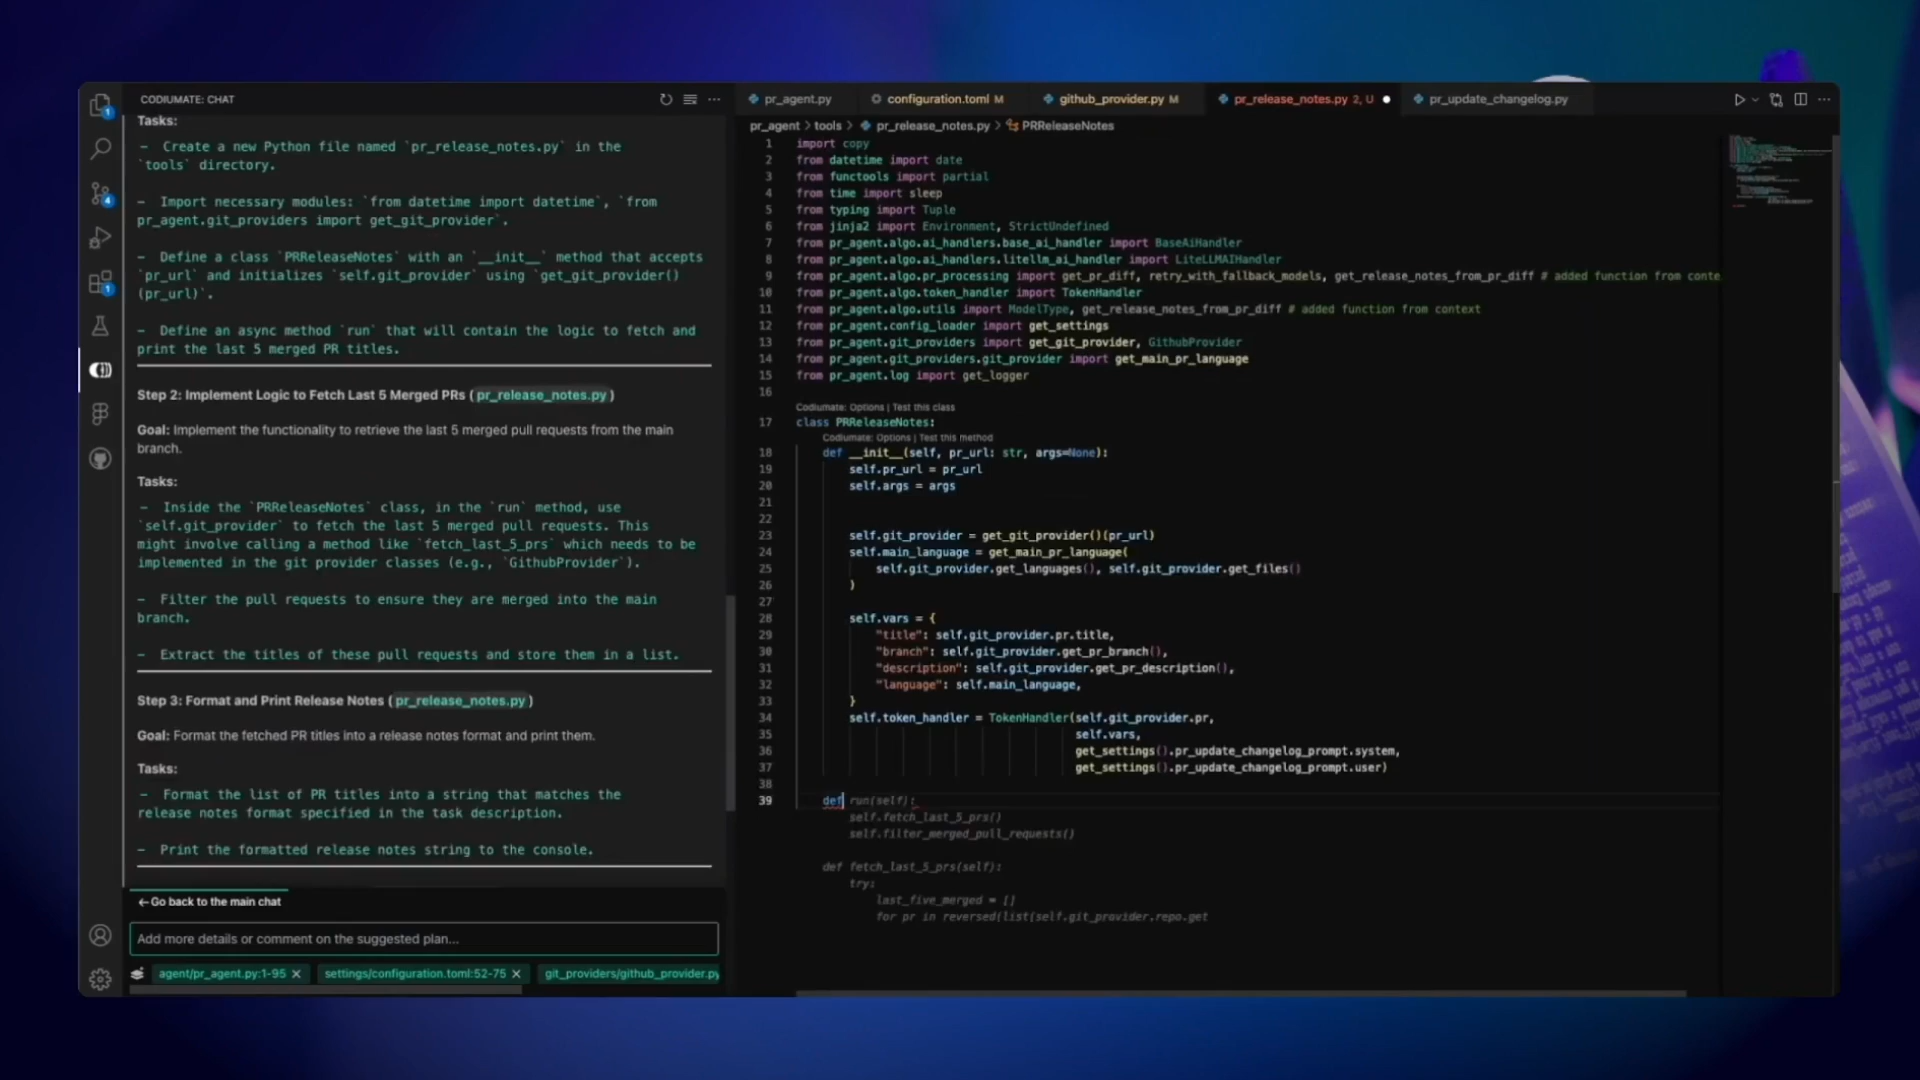 CODIUMATE: CHAT
Tasks:
– Create a new Python file named `pr_release_notes.py` in the
`tools` directory.
– Import necessary modules: `from datetime import datetime`, `from
pr_agent.git_providers import get_git_provider`.
– Define a class `PRReleaseNotes` with an `__init__` method that accepts
`pr_url` and initializes `self.git_provider` using `get_git_provider()
(pr_url)`.
– Define an async method `run` that will contain the logic to fetch and
print the last 5 merged PR titles.
Step 2: Implement Logic to Fetch Last 5 Merged PRs ( pr_release_notes.py )
Goal: Implement the functionality to retrieve the last 5 merged pull requests from the main
branch.
Tasks:
– Inside the `PRReleaseNotes` class, in the `run` method, use
`self.git_provider` to fetch the last 5 merged pull requests. This
might involve calling a method like `fetch_last_5_prs` which needs to be
implemented in the git provider classes (e.g., `GithubProvider`).
– Filter the pull requests to ensure they are merged into the main
branch.
– Extract the titles of these pull requests and store them in a list.
Step 3: Format and Print Release Notes ( pr_release_notes.py )
Goal: Format the fetched PR titles into a release notes format and print them.
Tasks:
– Format the list of PR titles into a string that matches the
release notes format specified in the task description.
– Print the formatted release notes string to the console.
←Go back to the main chat
Add more details or comment on the suggested plan...
agent/pr_agent.py:1-95 × settings/configuration.toml:52-75 × git_providers/github_provider.py
1
4
1
pr_agent.py configuration.toml M github_provider.py M pr_release_notes.py 2, U pr_update_changelog.py
pr_agent > tools > pr_release_notes.py > PRReleaseNotes
1 import copy
2 from datetime import date
3 from functools import partial
4 from time import sleep
5 from typing import Tuple
6 from jinja2 import Environment, StrictUndefined
7 from pr_agent.algo.ai_handlers.base_ai_handler import BaseAiHandler
8 from pr_agent.algo.ai_handlers.litellm_ai_handler import LiteLLMAIHandler
9 from pr_agent.algo.pr_processing import get_pr_diff, retry_with_fallback_models, get_release_notes_from_pr_diff # added function from conte
10 from pr_agent.algo.token_handler import TokenHandler
11 from pr_agent.algo.utils import ModelType, get_release_notes_from_pr_diff # added function from context
12 from pr_agent.config_loader import get_settings
13 from pr_agent.git_providers import get_git_provider, GithubProvider
14 from pr_agent.git_providers.git_provider import get_main_pr_language
15 from pr_agent.log import get_logger
16
Codiumate: Options | Test this class
17 class PRReleaseNotes:
Codiumate: Options | Test this method
18 def __init__(self, pr_url: str, args=None):
19 self.pr_url = pr_url
20 self.args = args
21
22
23 self.git_provider = get_git_provider()(pr_url)
24 self.main_language = get_main_pr_language(
25 self.git_provider.get_languages(), self.git_provider.get_files()
26 )
27
28 self.vars = {
29 "title": self.git_provider.pr.title,
30 "branch": self.git_provider.get_pr_branch(),
31 "description": self.git_provider.get_pr_description(),
32 "language": self.main_language,
33 }
34 self.token_handler = TokenHandler(self.git_provider.pr,
35 self.vars,
36 get_settings().pr_update_changelog_prompt.system,
37 get_settings().pr_update_changelog_prompt.user)
38
39 def run(self):
self.fetch_last_5_prs()
self.filter_merged_pull_requests()
def fetch_last_5_prs(self):
try:
last_five_merged = []
for pr in reversed(list(self.git_provider.repo.get